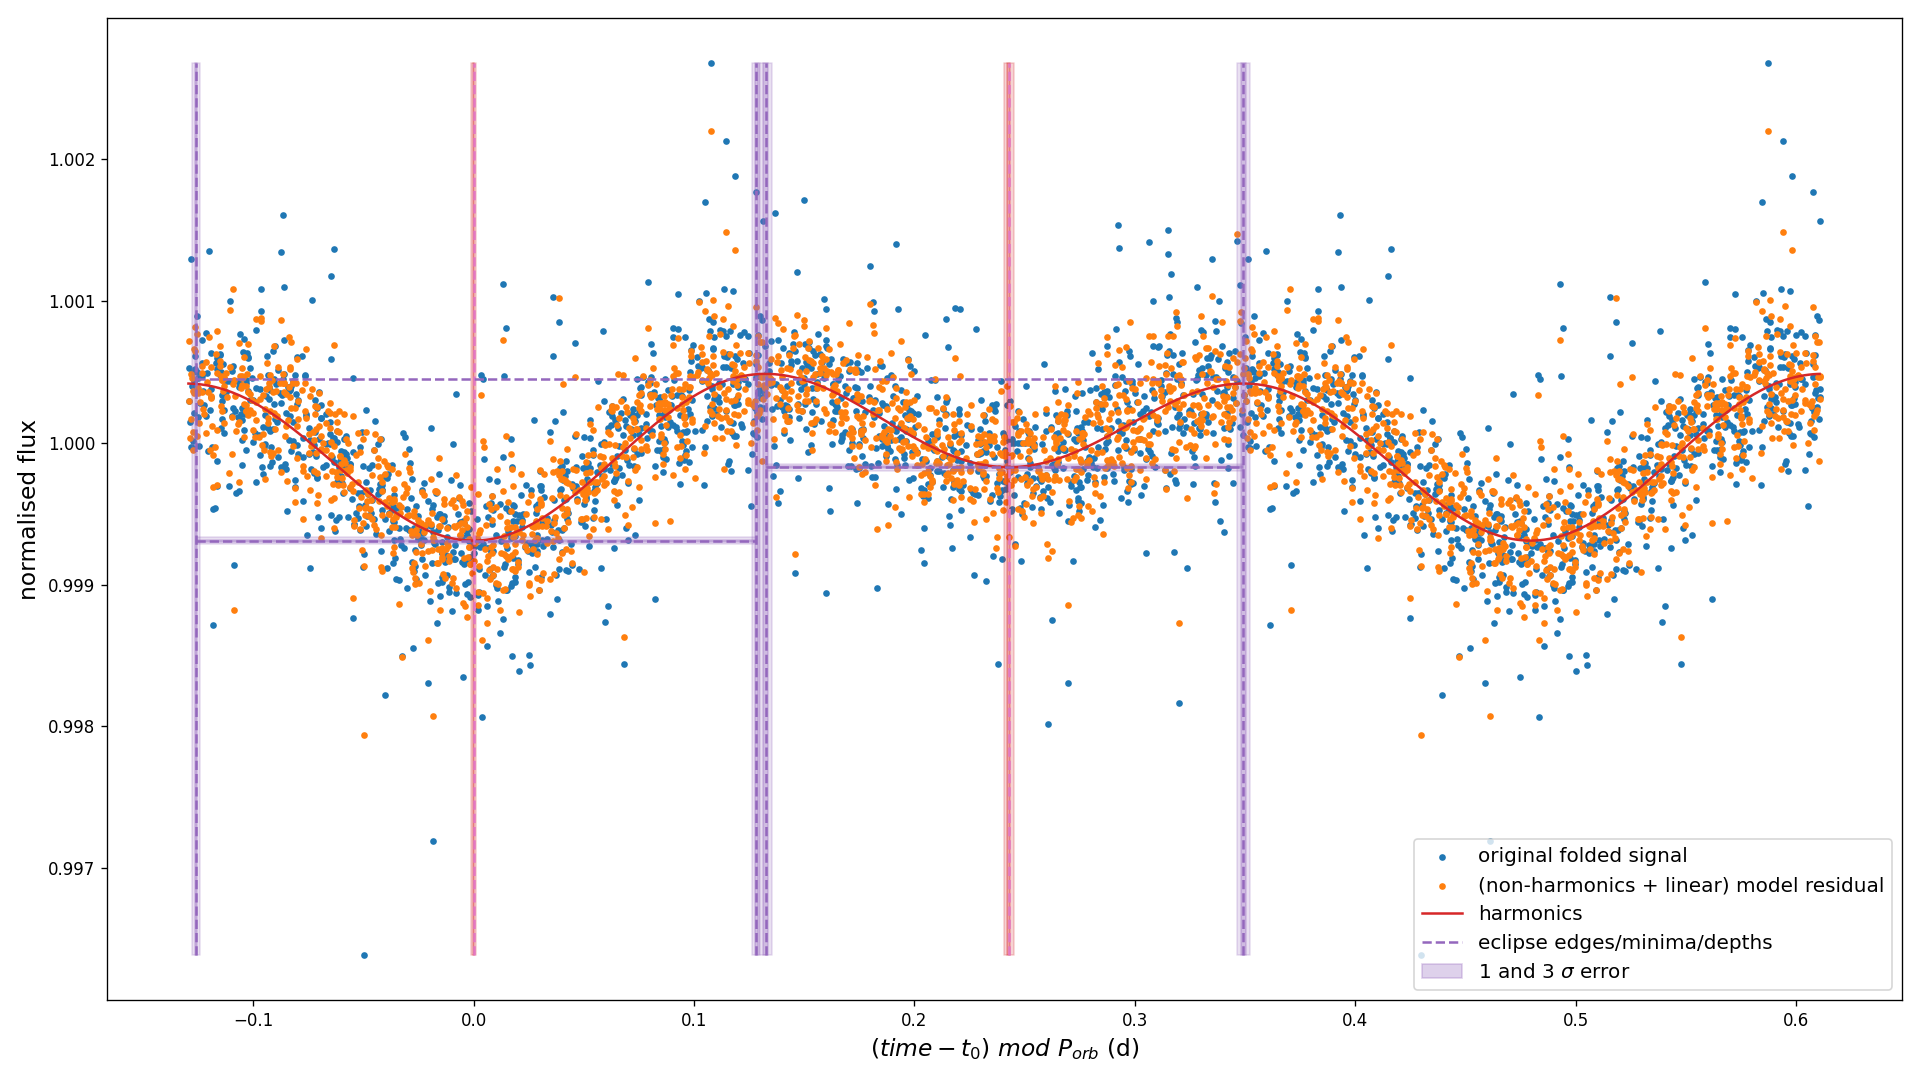 normalised flux
1.002
1.001
1.000
0.999
0.998
0.997
−0.1 0.0 0.1 0.2 0.3 0.4 0.5 0.6
(time − t₀) mod P_orb (d)
original folded signal
(non-harmonics + linear) model residual
harmonics
eclipse edges/minima/depths
1 and 3 σ error